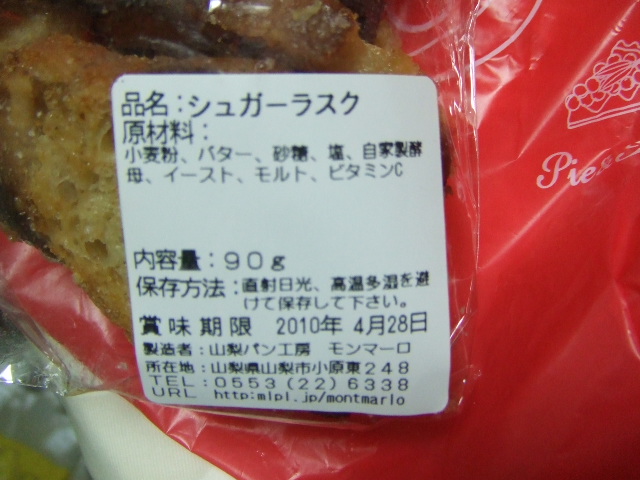 品名:シュガーラスク
原材料:
小麦粉、バター、砂糖、塩、自家製酵
母、イースト、モルト、ビタミンC
内容量:90g
保存方法:直射日光、高温多湿を避
けて保存して下さい。
賞味期限 2010年 4月28日
製造者:山梨パン工房 モンマーロ
所在地:山梨県山梨市小原東248
TEL:0553(22)6338
URL http:mlpl.jp/montmarlo